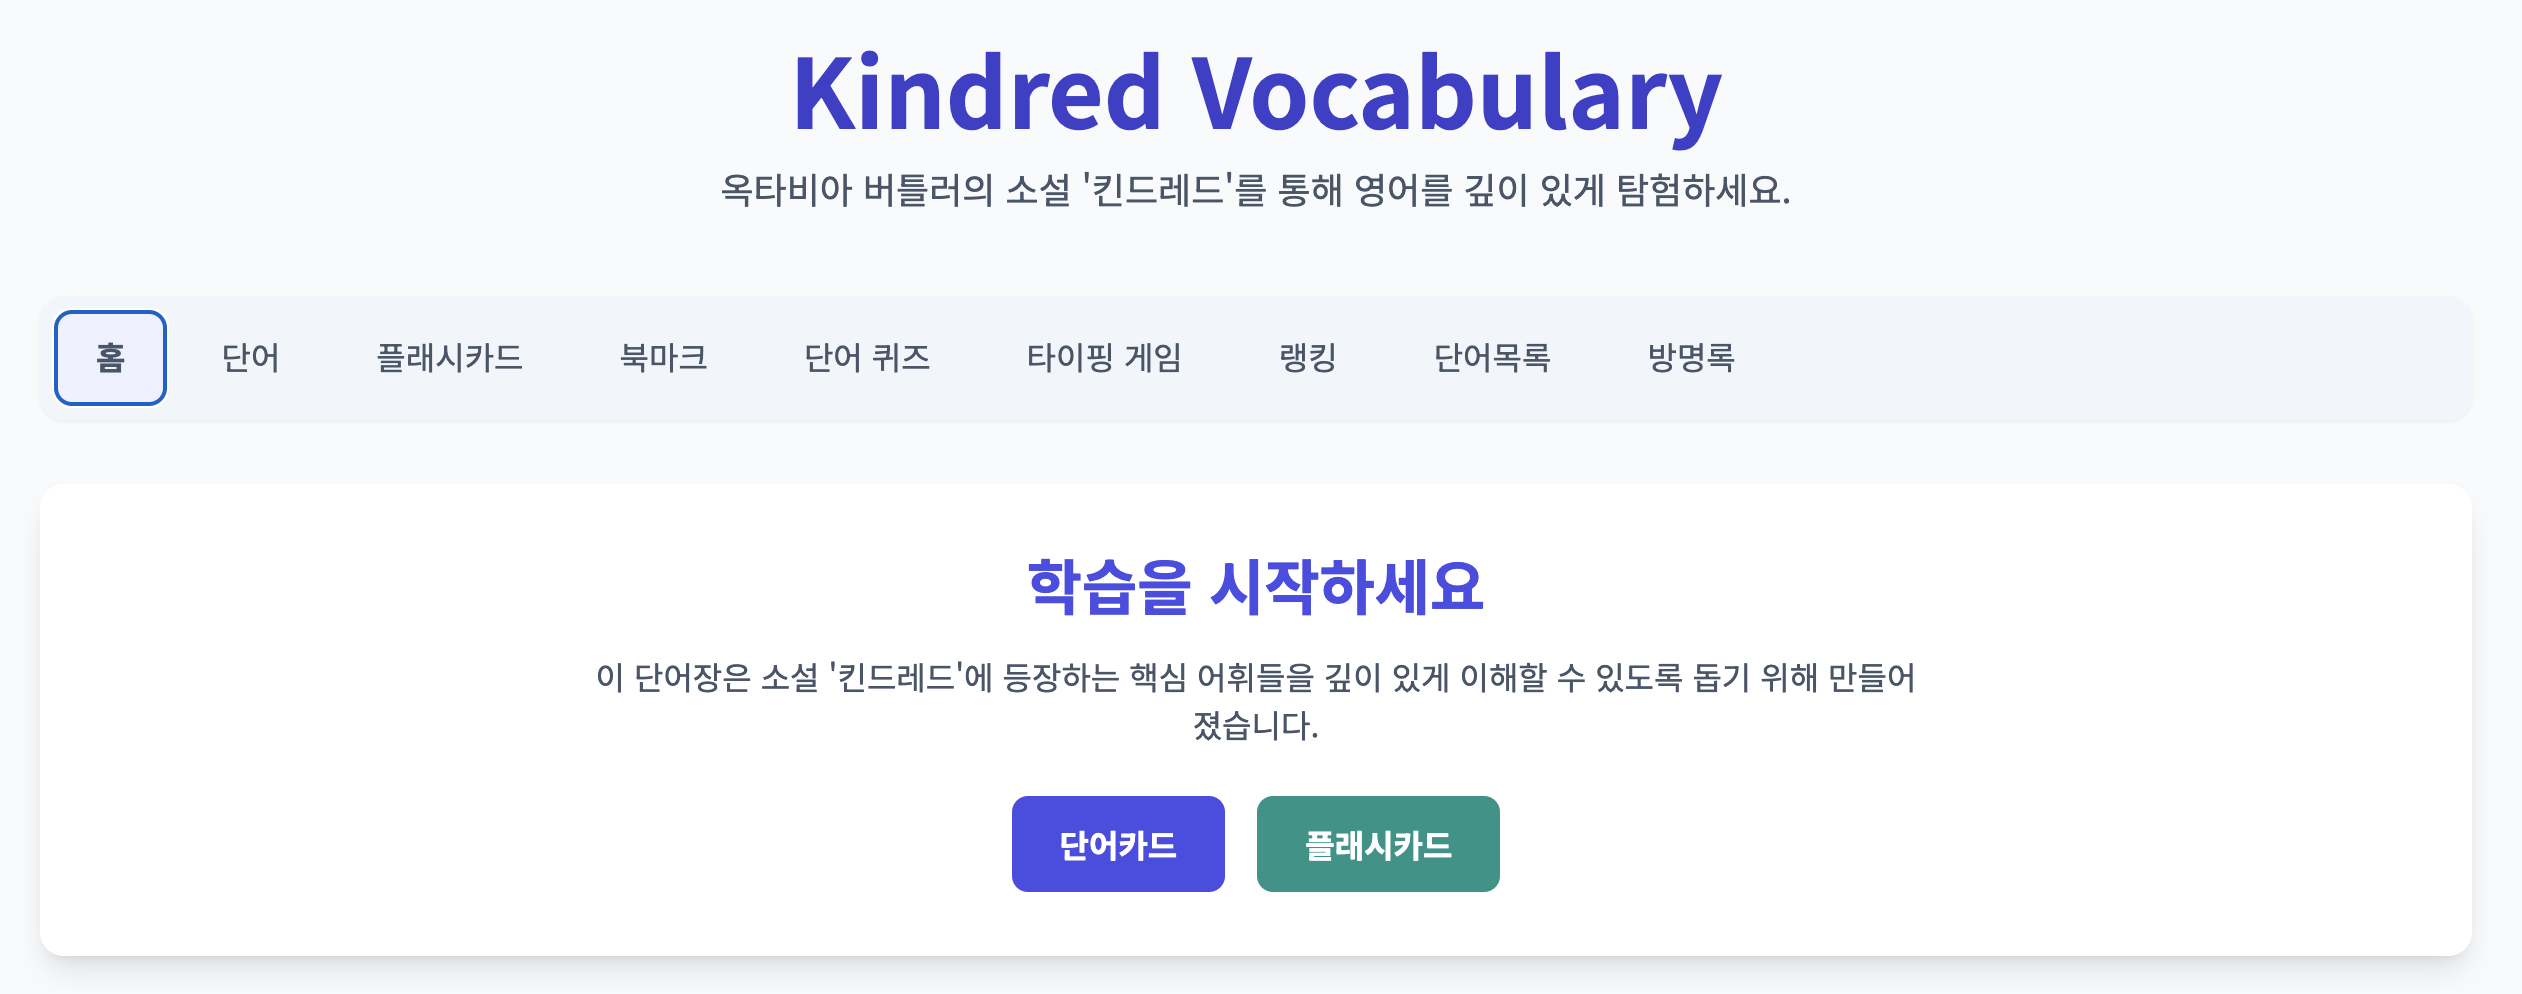 Kindred Vocabulary
옥타비아 버틀러의 소설 '킨드레드'를 통해 영어를 깊이 있게 탐험하세요.
홈 단어 플래시카드 북마크 단어 퀴즈 타이핑 게임 랭킹 단어목록 방명록
학습을 시작하세요
이 단어장은 소설 '킨드레드'에 등장하는 핵심 어휘들을 깊이 있게 이해할 수 있도록 돕기 위해 만들어
졌습니다.
단어카드 플래시카드